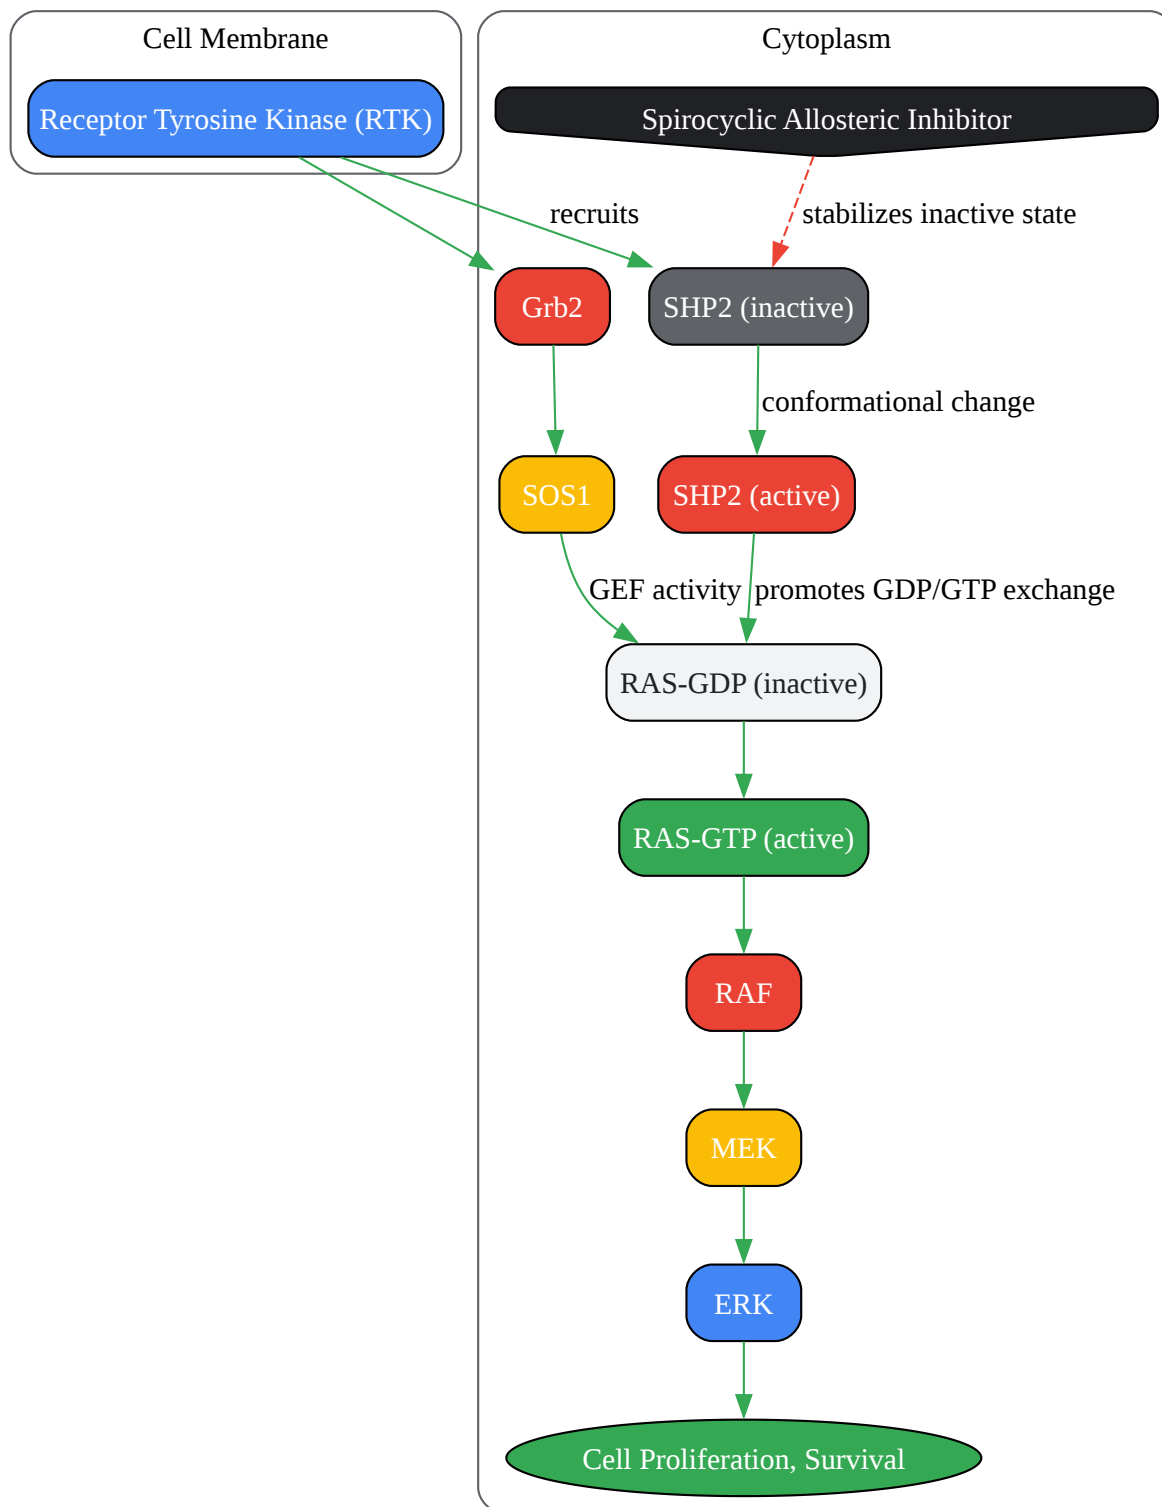 Cell Membrane
Cytoplasm
Receptor Tyrosine Kinase (RTK)
Spirocyclic Allosteric Inhibitor
recruits
stabilizes inactive state
Grb2
SHP2 (inactive)
conformational change
SOS1
SHP2 (active)
GEF activity
promotes GDP/GTP exchange
RAS-GDP (inactive)
RAS-GTP (active)
RAF
MEK
ERK
Cell Proliferation, Survival